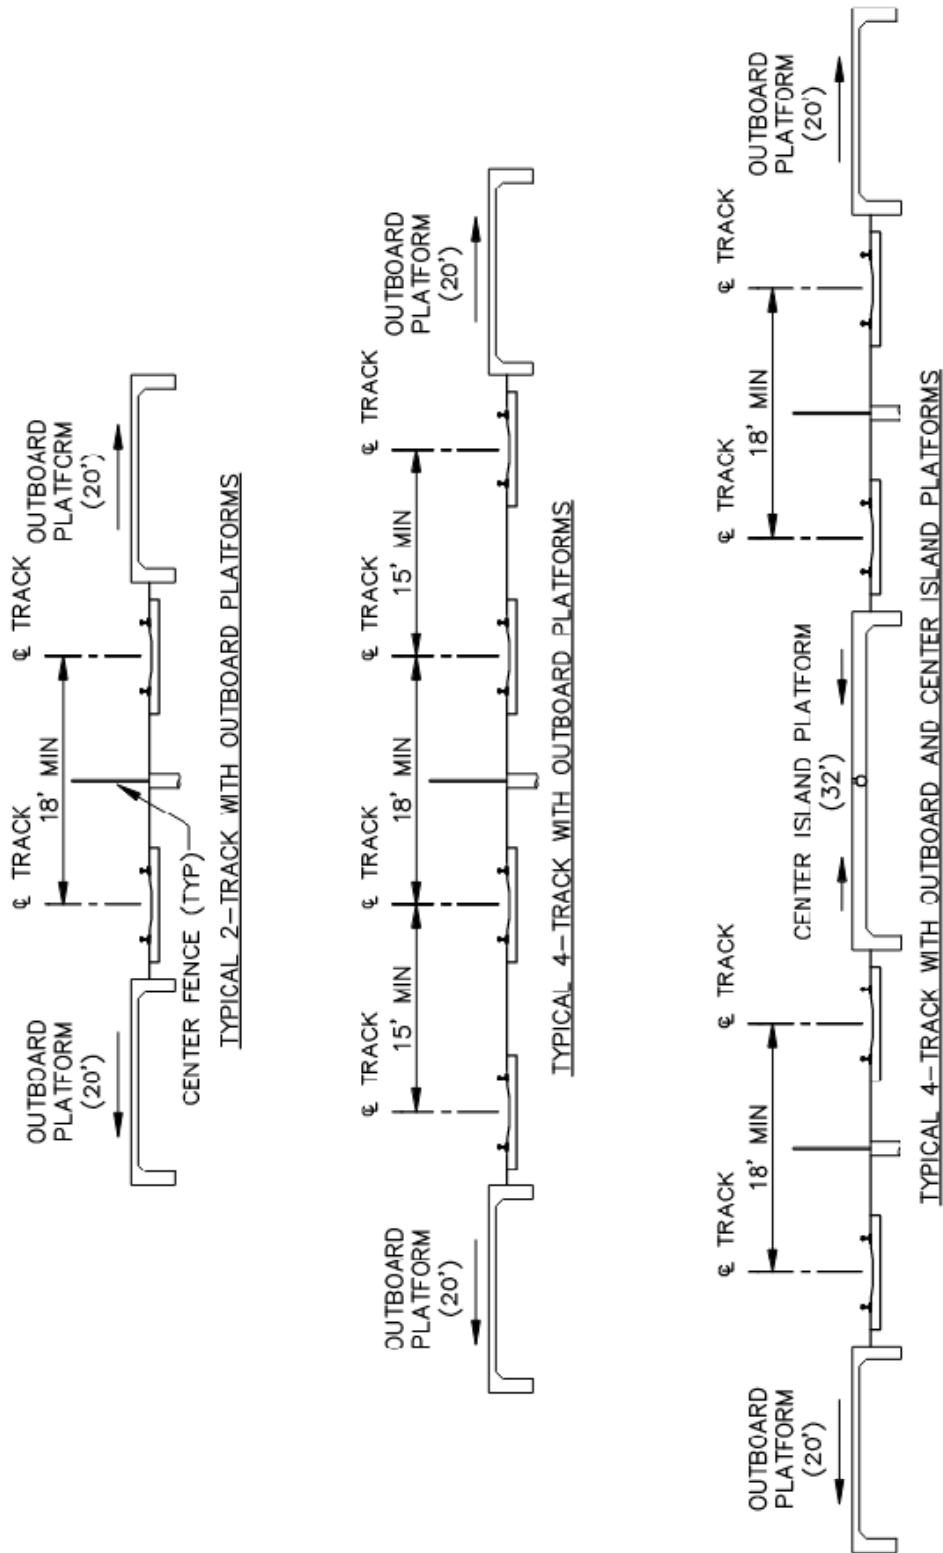 OUTBOARD
PLATFORM
(20')
℄ TRACK
18' MIN
℄ TRACK
OUTBOARD
PLATFORM
(20')
CENTER FENCE (TYP)
TYPICAL 2-TRACK WITH OUTBOARD PLATFORMS
OUTBOARD
PLATFORM
(20')
℄ TRACK
15' MIN
℄ TRACK
18' MIN
℄ TRACK
15' MIN
℄ TRACK
OUTBOARD
PLATFORM
(20')
TYPICAL 4-TRACK WITH OUTBOARD PLATFORMS
OUTBOARD
PLATFORM
(20')
℄ TRACK
18' MIN
℄ TRACK
CENTER ISLAND PLATFORM
(32')
℄ TRACK
18' MIN
℄ TRACK
OUTBOARD
PLATFORM
(20')
TYPICAL 4-TRACK WITH OUTBOARD AND CENTER ISLAND PLATFORMS